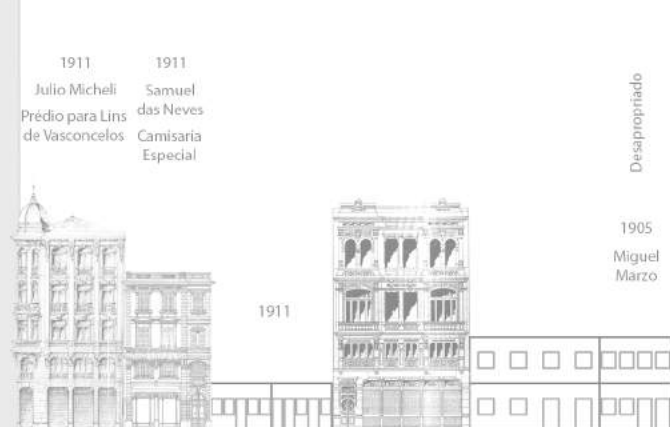 1911
Julio Micheli
Prédio para Lins
de Vasconcelos
1911
Samuel
das Neves
Camisaria
Especial
1911
Desapropriado
1905
Miguel
Marzo